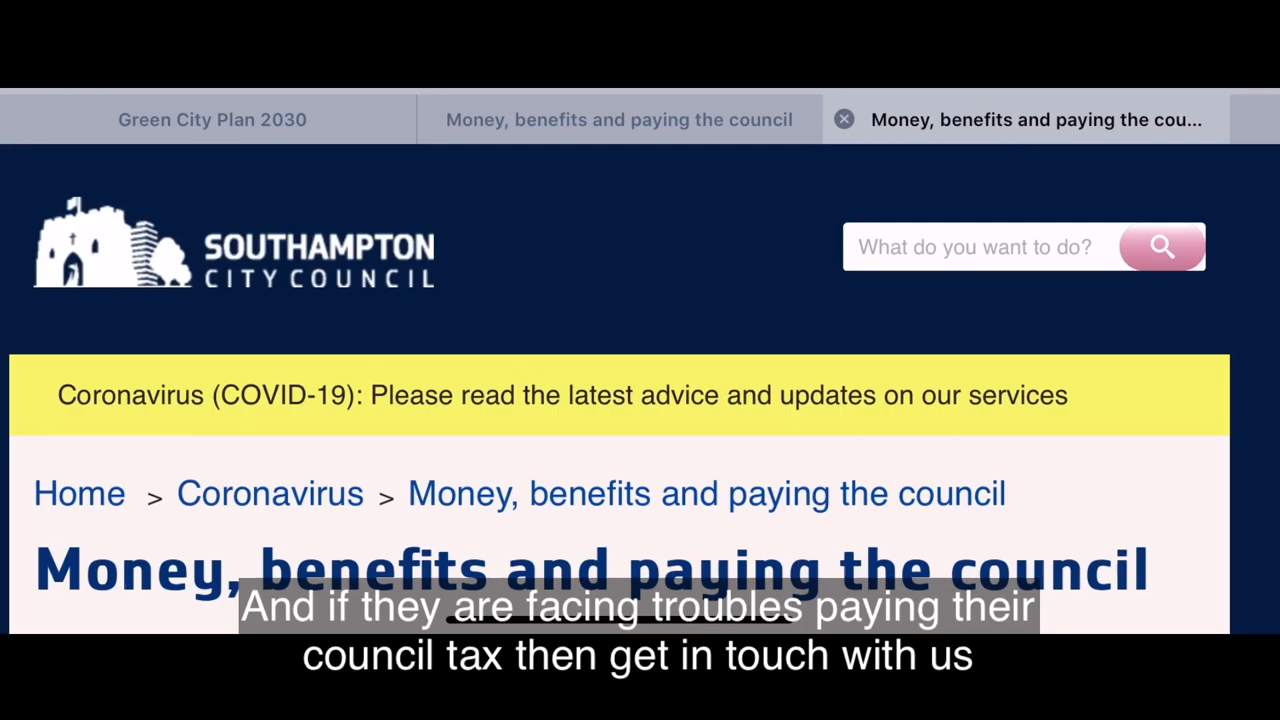 Green City Plan 2030
Money, benefits and paying the council
Money, benefits and paying the cou...
SOUTHAMPTON
CITY COUNCIL
What do you want to do?
Coronavirus (COVID-19): Please read the latest advice and updates on our services
Home > Coronavirus > Money, benefits and paying the council
Money, benefits and paying the council
And if they are facing troubles paying their
council tax then get in touch with us